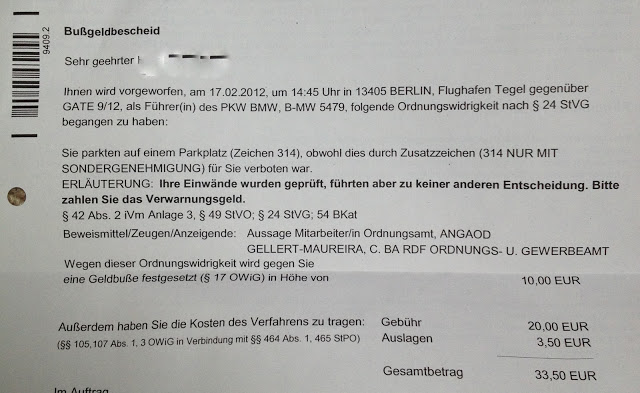 9409.2
Bußgeldbescheid
Sehr geehrter
Ihnen wird vorgeworfen, am 17.02.2012, um 14:45 Uhr in 13405 BERLIN, Flughafen Tegel gegenüber
GATE 9/12, als Führer(in) des PKW BMW, B-MW 5479, folgende Ordnungswidrigkeit nach § 24 StVG
begangen zu haben:
Sie parkten auf einem Parkplatz (Zeichen 314), obwohl dies durch Zusatzzeichen (314 NUR MIT
SONDERGENEHMIGUNG) für Sie verboten war.
ERLÄUTERUNG: Ihre Einwände wurden geprüft, führten aber zu keiner anderen Entscheidung. Bitte
zahlen Sie das Verwarnungsgeld.
§ 42 Abs. 2 iVm Anlage 3, § 49 StVO; § 24 StVG; 54 BKat
Beweismittel/Zeugen/Anzeigende: Aussage Mitarbeiter/in Ordnungsamt, ANGAOD
GELLERT-MAUREIRA, C. BA RDF ORDNUNGS- U. GEWERBEAMT
Wegen dieser Ordnungswidrigkeit wird gegen Sie
eine Geldbuße festgesetzt (§ 17 OWiG) in Höhe von 10,00 EUR
Außerdem haben Sie die Kosten des Verfahrens zu tragen: Gebühr 20,00 EUR
(§§ 105,107 Abs. 1, 3 OWiG in Verbindung mit §§ 464 Abs. 1, 465 StPO) Auslagen 3,50 EUR
Gesamtbetrag 33,50 EUR
Im Auftrag